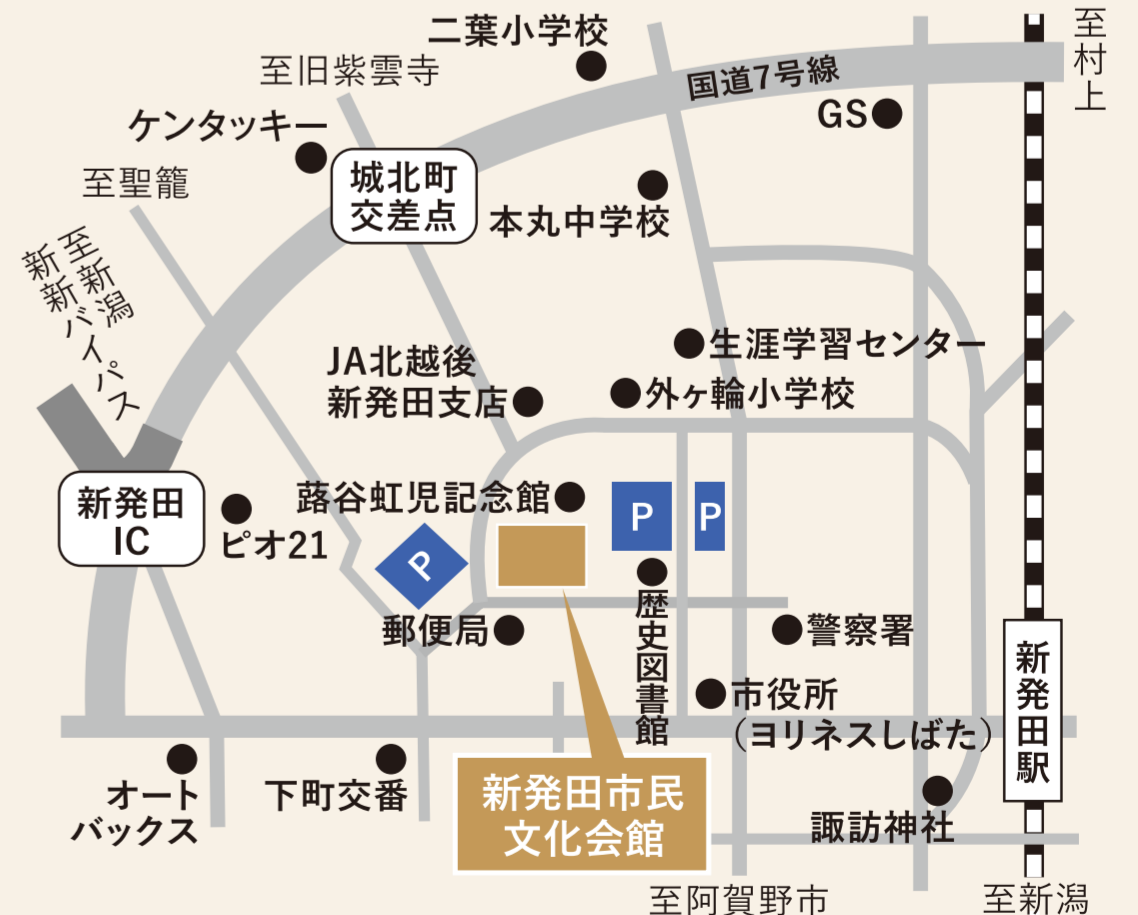 二葉小学校
至旧紫雲寺
国道7号線
至村上
ケンタッキー
GS
至聖籠
城北町
交差点
本丸中学校
至新潟
新新バイパス
生涯学習センター
JA北越後
新発田支店
外ヶ輪小学校
新発田
IC
ピオ21
蕗谷虹児記念館
P
P
P
歴史図書館
郵便局
警察署
市役所
（ヨリネスしばた）
新発田駅
オート
バックス
下町交番
新発田市民
文化会館
諏訪神社
至阿賀野市
至新潟